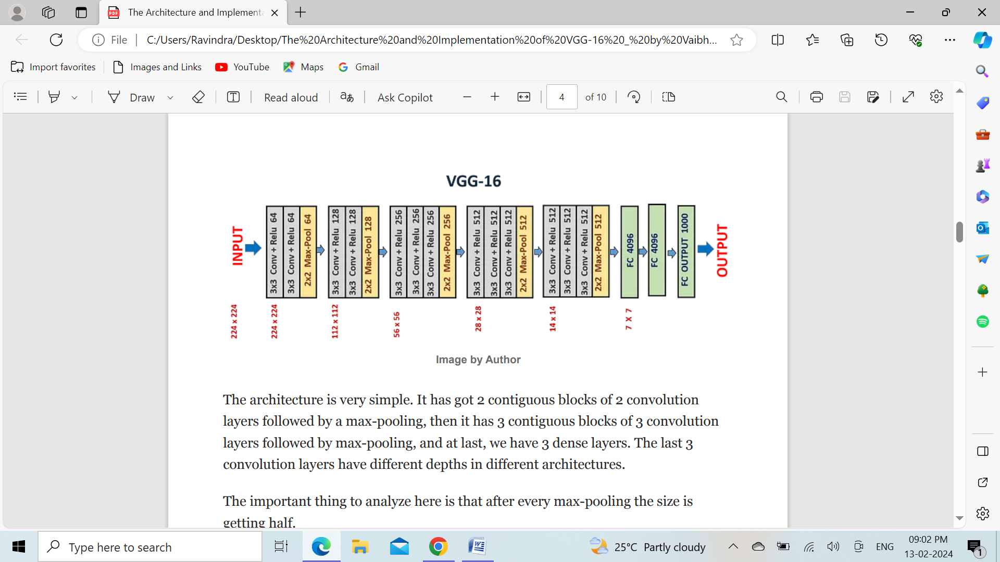 The Architecture and Implementa
File
C:/Users/Ravindra/Desktop/The%20Architecture%20and%20Implementation%20of%20VGG-16%20_%20by%20Vaibh...
Import favorites
Images and Links
YouTube
Maps
Gmail
Draw
Read aloud
Ask Copilot
4
of 10
VGG-16
INPUT
3x3 Conv + Relu 64
3x3 Conv + Relu 64
2x2 Max-Pool 64
3x3 Conv + Relu 128
3x3 Conv + Relu 128
2x2 Max-Pool 128
3x3 Conv + Relu 256
3x3 Conv + Relu 256
3x3 Conv + Relu 256
2x2 Max-Pool 256
3x3 Conv + Relu 512
3x3 Conv + Relu 512
3x3 Conv + Relu 512
2x2 Max-Pool 512
3x3 Conv + Relu 512
3x3 Conv + Relu 512
3x3 Conv + Relu 512
2x2 Max-Pool 512
FC 4096
FC 4096
FC OUTPUT 1000
OUTPUT
224 x 224
224 x 224
112 x 112
56 x 56
28 x 28
14 x 14
7 X 7
Image by Author
The architecture is very simple. It has got 2 contiguous blocks of 2 convolution
layers followed by a max-pooling, then it has 3 contiguous blocks of 3 convolution
layers followed by max-pooling, and at last, we have 3 dense layers. The last 3
convolution layers have different depths in different architectures.
The important thing to analyze here is that after every max-pooling the size is
getting half.
Type here to search
25°C Partly cloudy
ENG
09:02 PM
13-02-2024
1